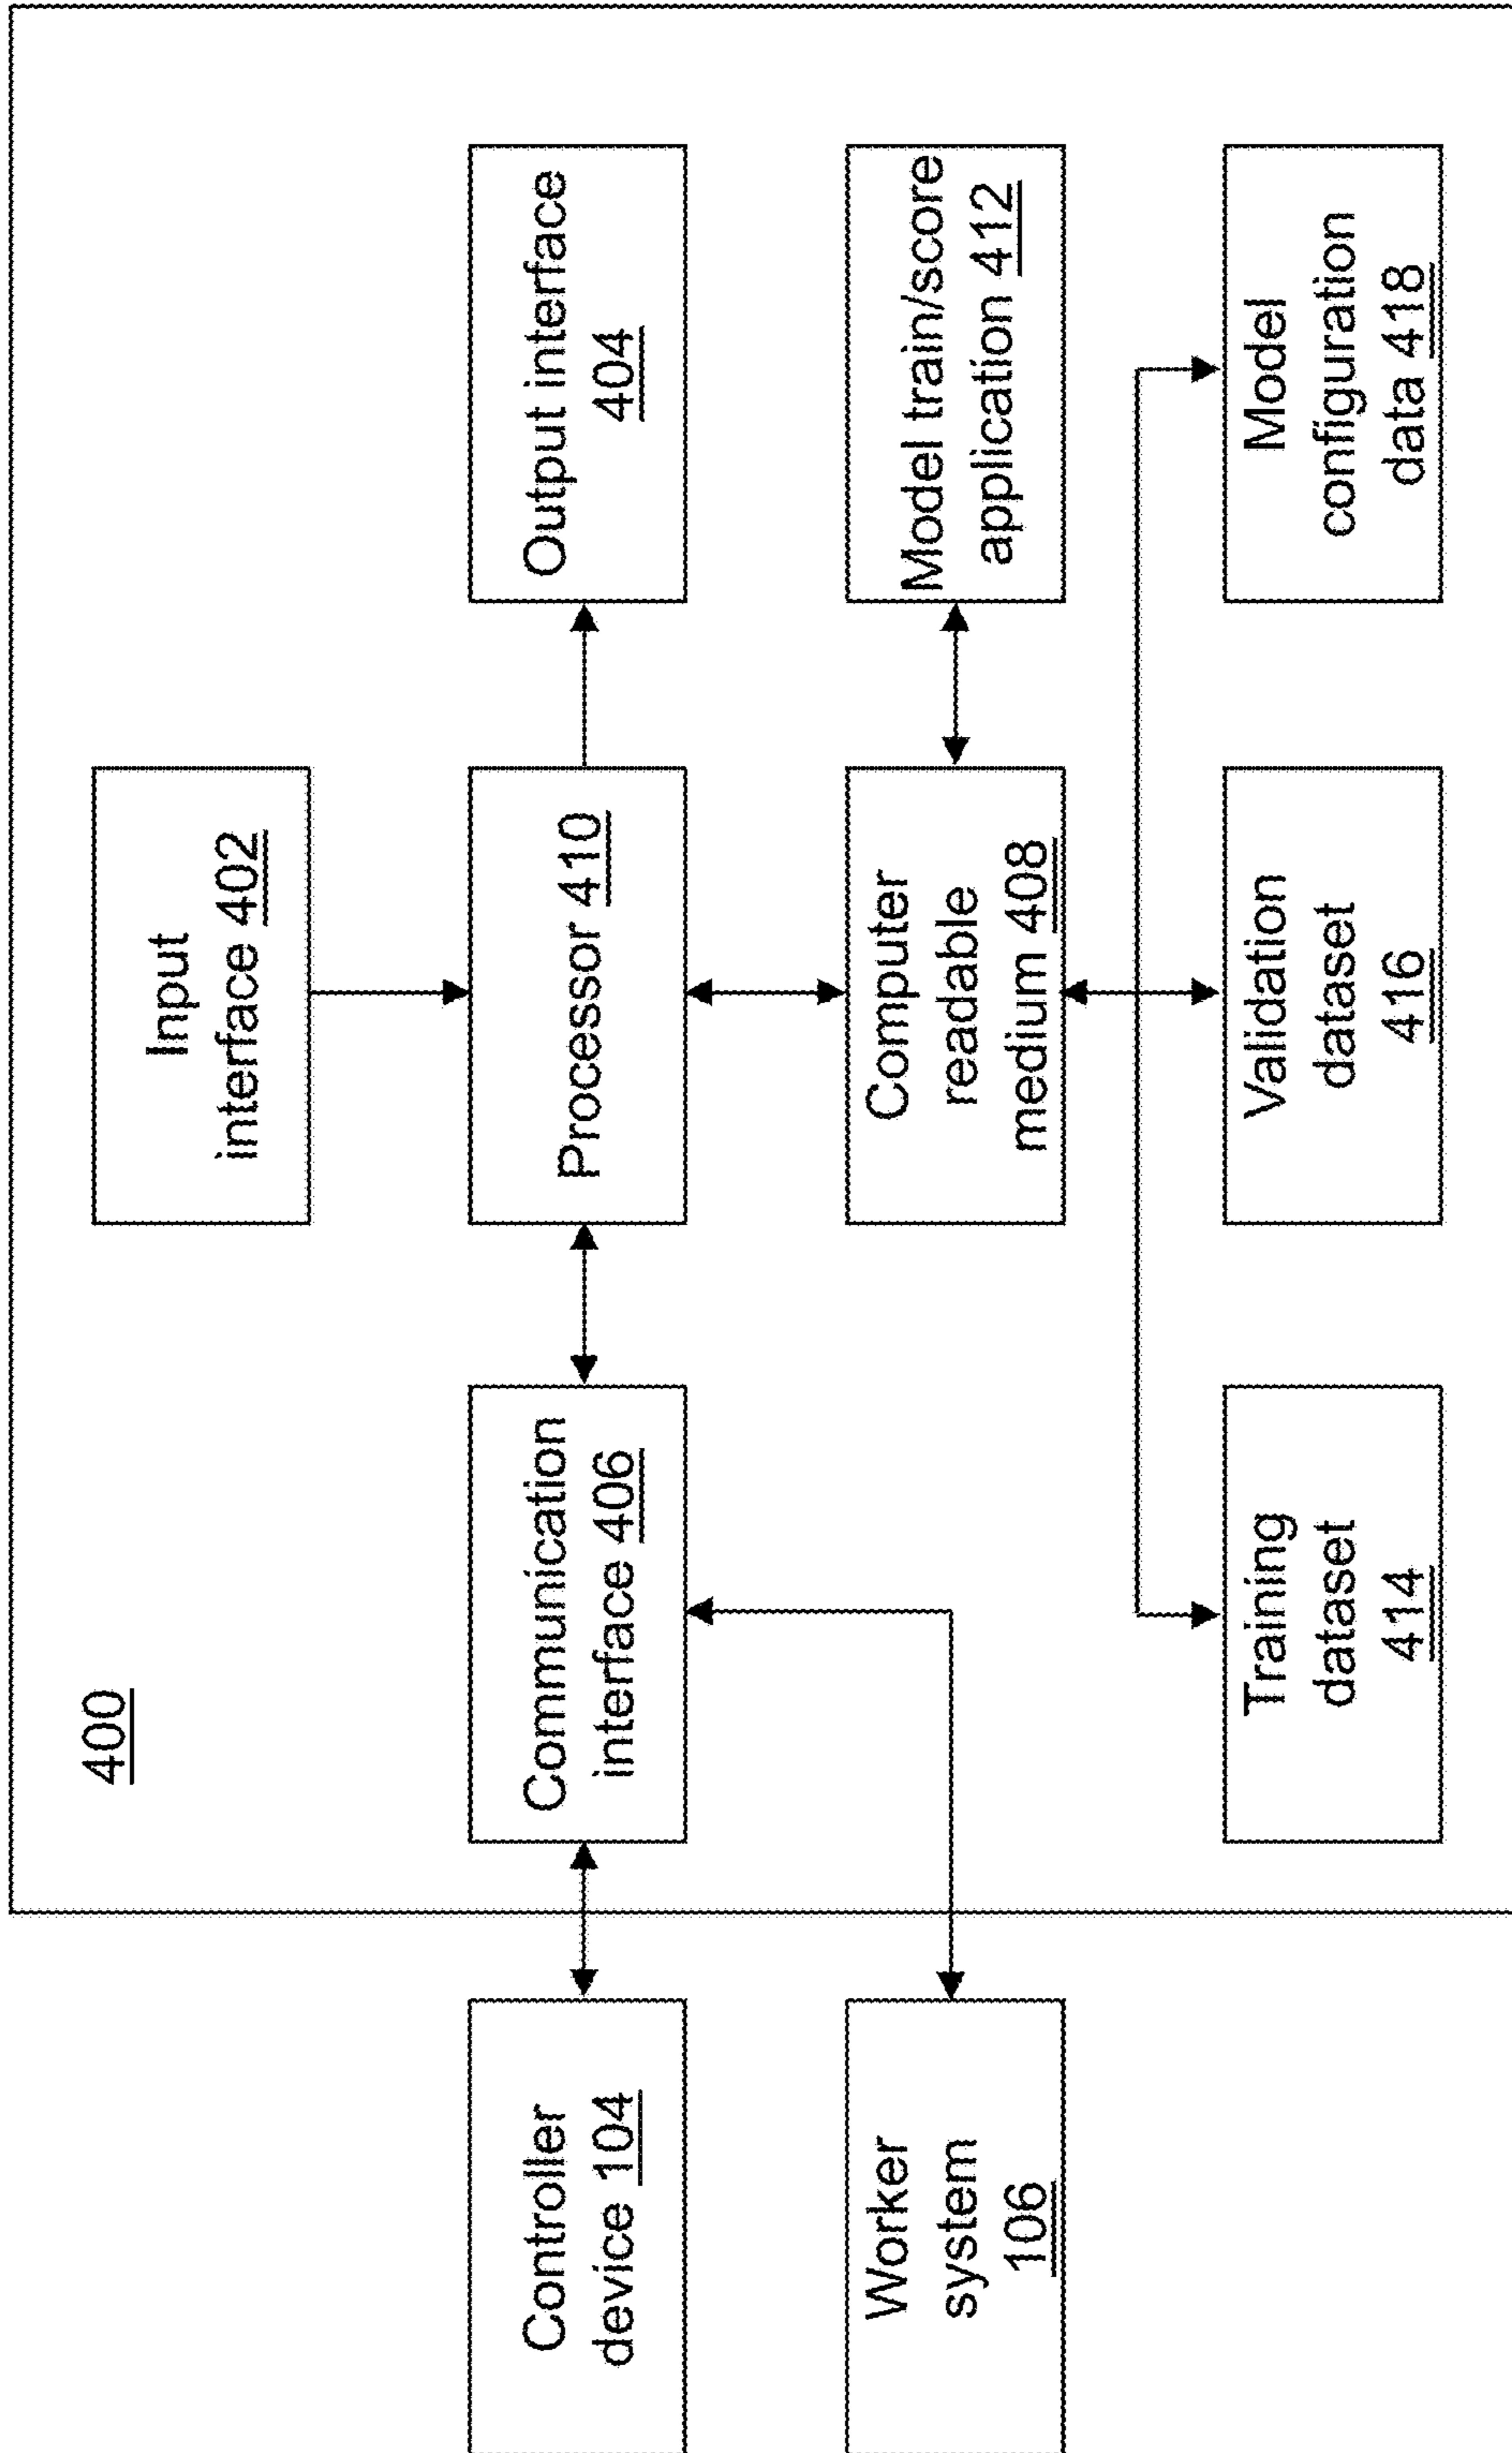 400
Input
interface 402
Controller
device 104
Communication
interface 406
Processor 410
Output interface
404
Worker
system
106
Computer
readable
medium 408
Model train/score
application 412
Training
dataset
414
Validation
dataset
416
Model
configuration
data 418